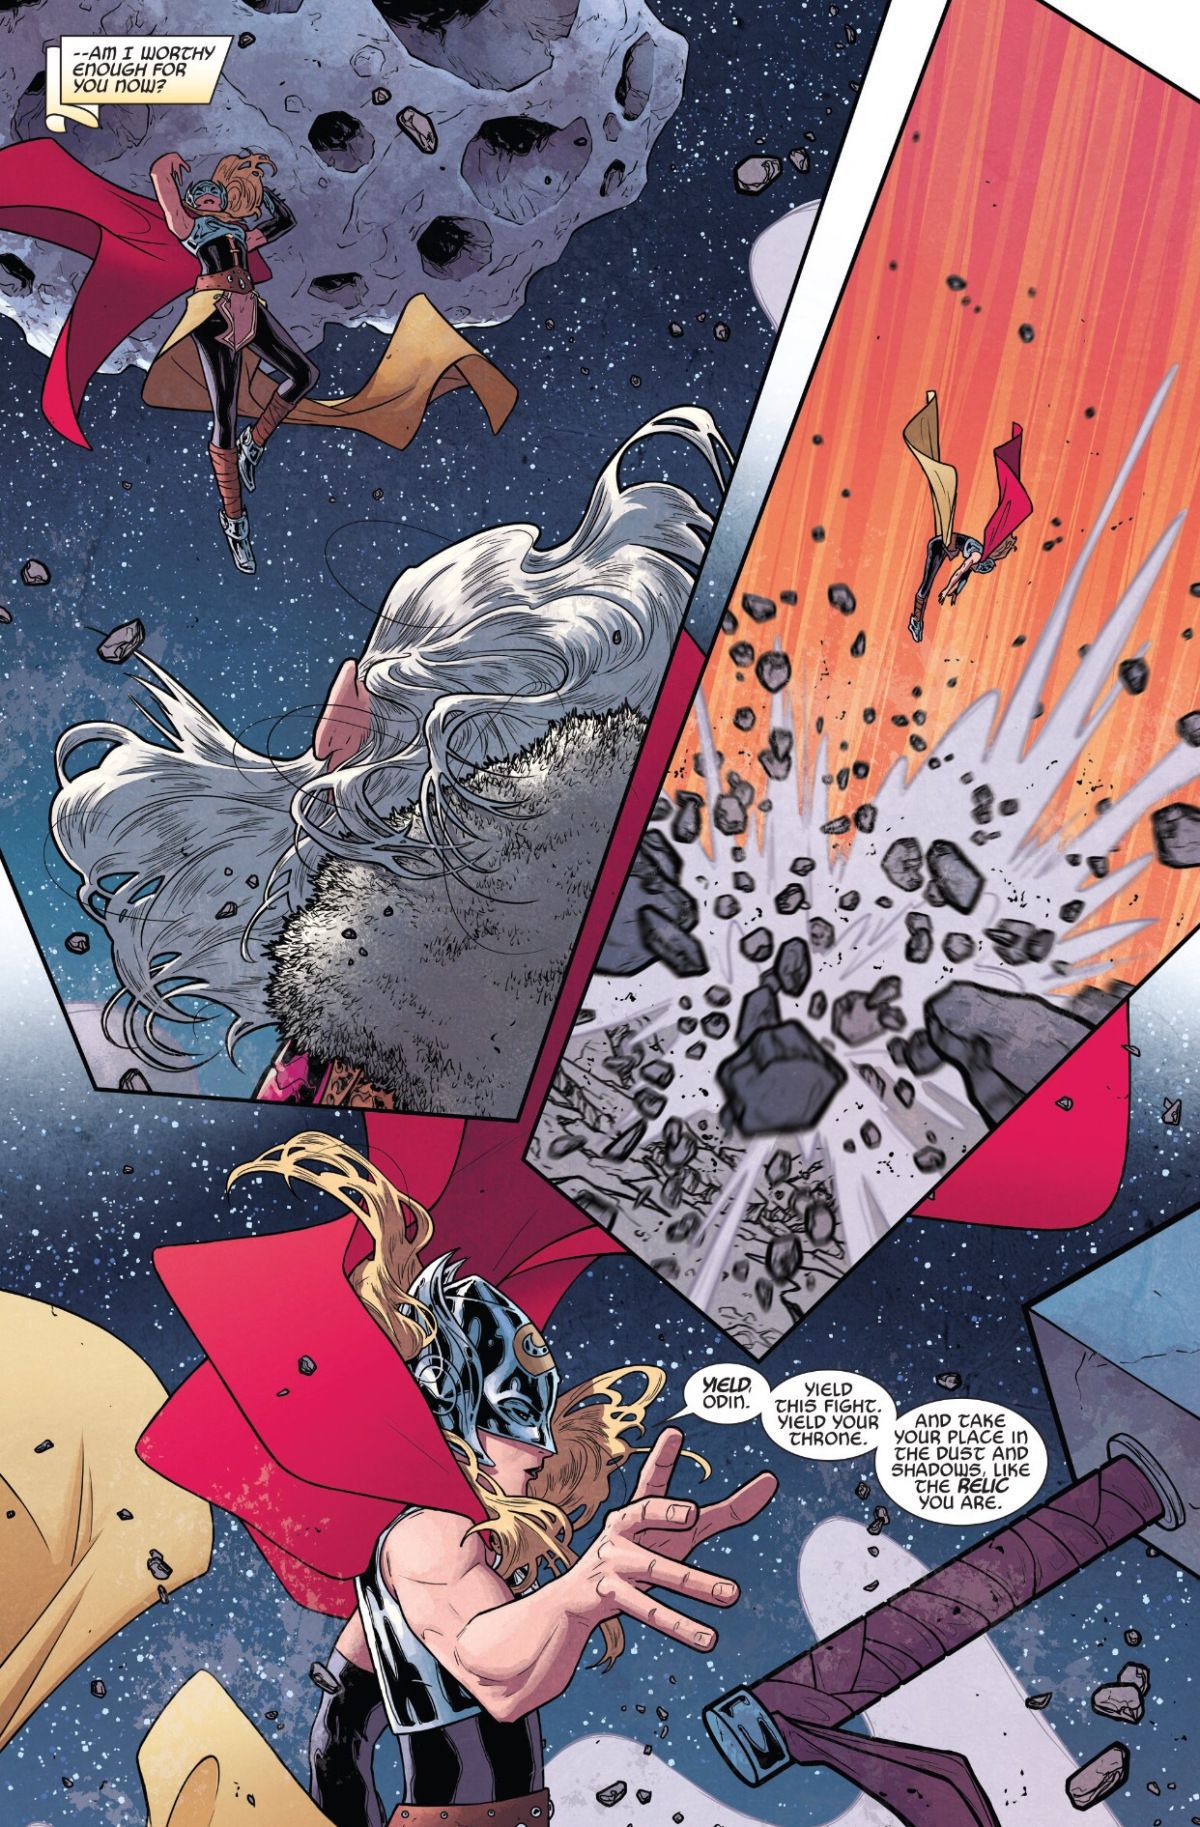 --AM I WORTHY
ENOUGH FOR
YOU NOW?
YIELD,
ODIN.
YIELD
THIS FIGHT.
YIELD YOUR
THRONE.
AND TAKE
YOUR PLACE IN
THE DUST AND
SHADOWS, LIKE
THE RELIC
YOU ARE.